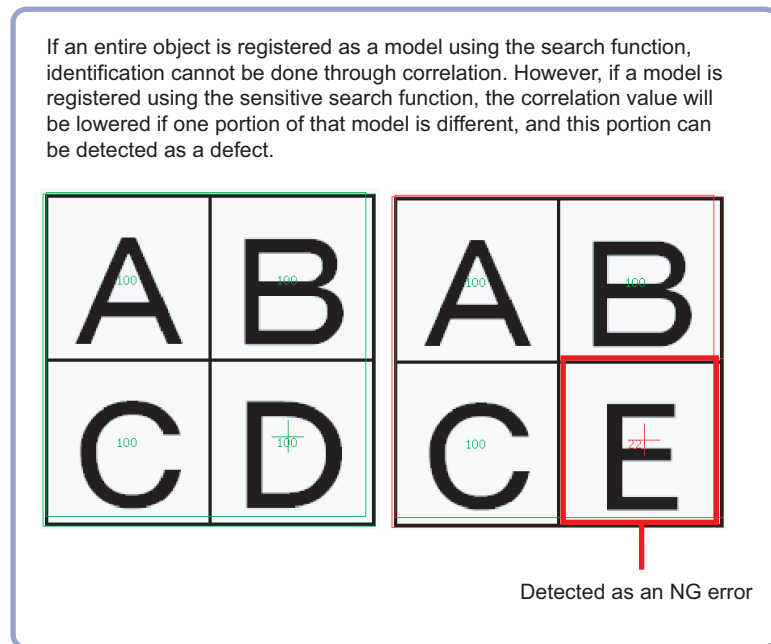 If an entire object is registered as a model using the search function,
identification cannot be done through correlation. However, if a model is
registered using the sensitive search function, the correlation value will
be lowered if one portion of that model is different, and this portion can
be detected as a defect.
A B A B
100 100 100 100
C D C E
100 100 100 22
Detected as an NG error